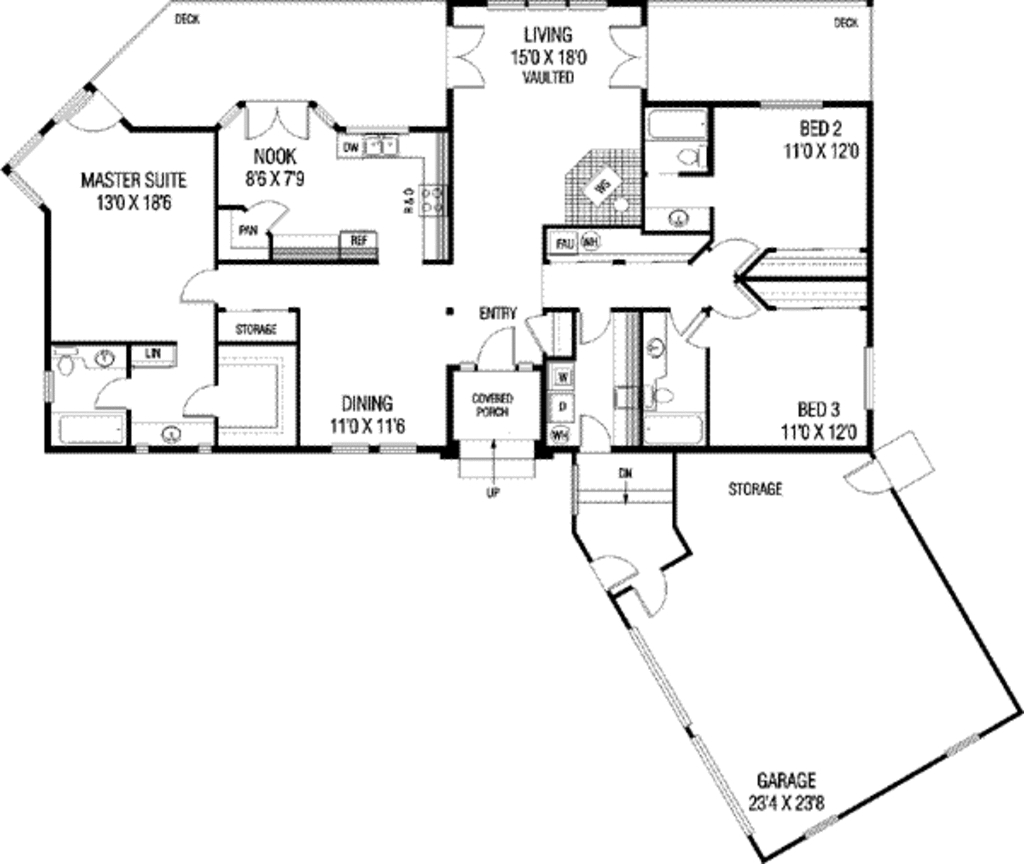 DECK
LIVING
15'0 X 18'0
VAULTED
DECK
BED 2
11'0 X 12'0
DW
NOOK
8'6 X 7'9
MASTER SUITE
13'0 X 18'6
R&O
WS
PAN
REF
FAU
WH
ENTRY
STORAGE
LIN
W
D
WH
COVERED
PORCH
DINING
11'0 X 11'6
BED 3
11'0 X 12'0
UP
DN
STORAGE
GARAGE
23'4 X 23'8